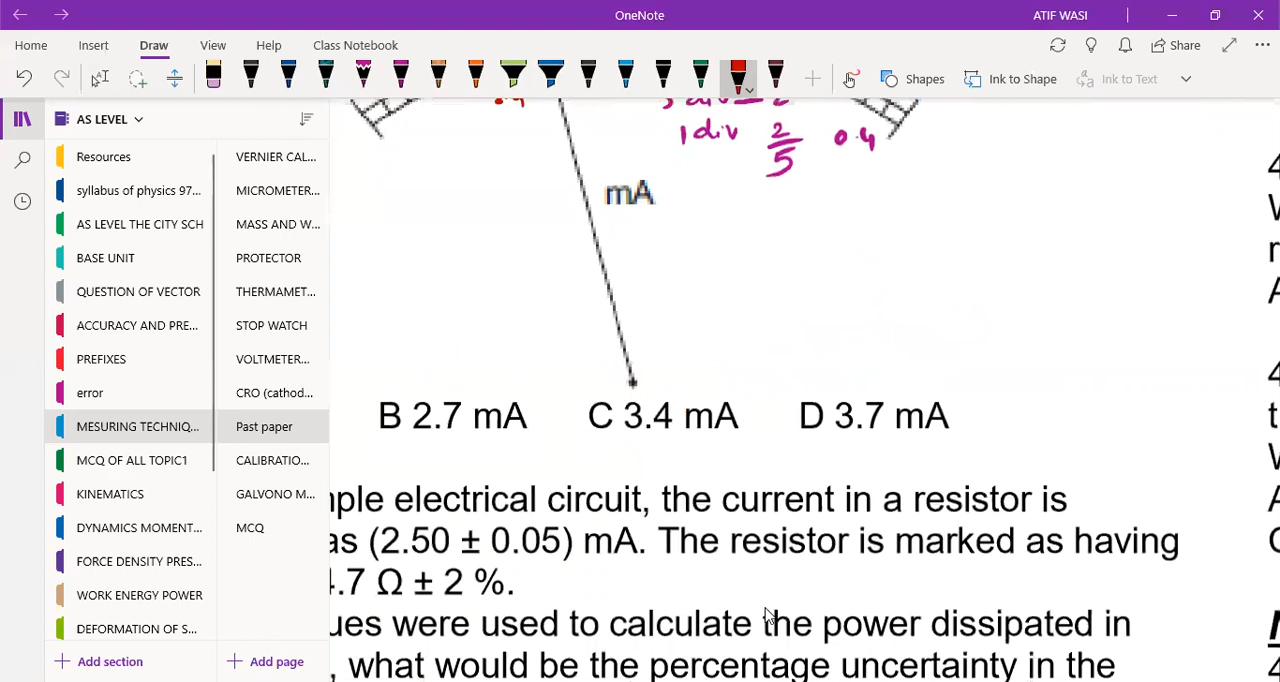 OneNote
ATIF WASI
Home Insert Draw View Help Class Notebook
Share
Shapes
Ink to Shape
Ink to Text
AS LEVEL
Resources
syllabus of physics 97...
AS LEVEL THE CITY SCH
BASE UNIT
QUESTION OF VECTOR
ACCURACY AND PRE...
PREFIXES
error
MESURING TECHNIQ...
MCQ OF ALL TOPIC1
KINEMATICS
DYNAMICS MOMENT...
FORCE DENSITY PRES...
WORK ENERGY POWER
DEFORMATION OF S...
Add section
VERNIER CAL...
MICROMETER...
MASS AND W...
PROTECTOR
THERMAMET...
STOP WATCH
VOLTMETER...
CRO (cathod...
Past paper
CALIBRATIO...
GALVONO M...
MCQ
Add page
1 div 2/5 0.4
mA
B 2.7 mA C 3.4 mA D 3.7 mA
nple electrical circuit, the current in a resistor is
as (2.50 ± 0.05) mA. The resistor is marked as having
.7 Ω ± 2 %.
ues were used to calculate the power dissipated in
, what would be the percentage uncertainty in the